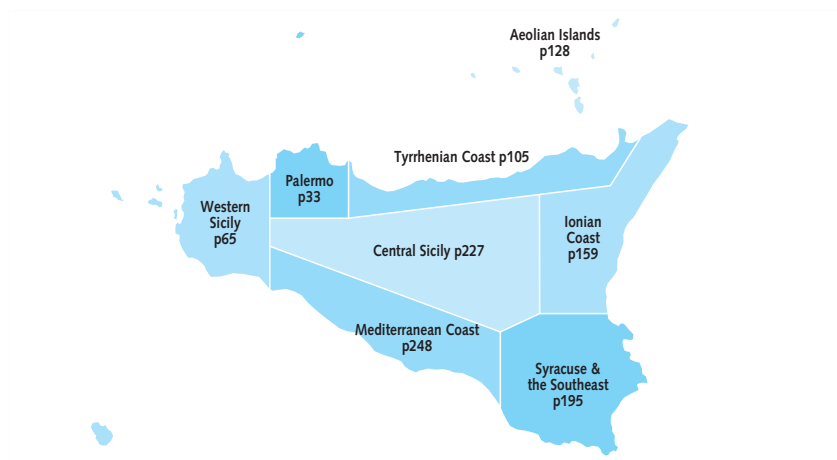 Aeolian Islands
p128
Tyrrhenian Coast p105
Palermo
p33
Western
Sicily
p65
Ionian
Coast
p159
Central Sicily p227
Mediterranean Coast
p248
Syracuse &
the Southeast
p195